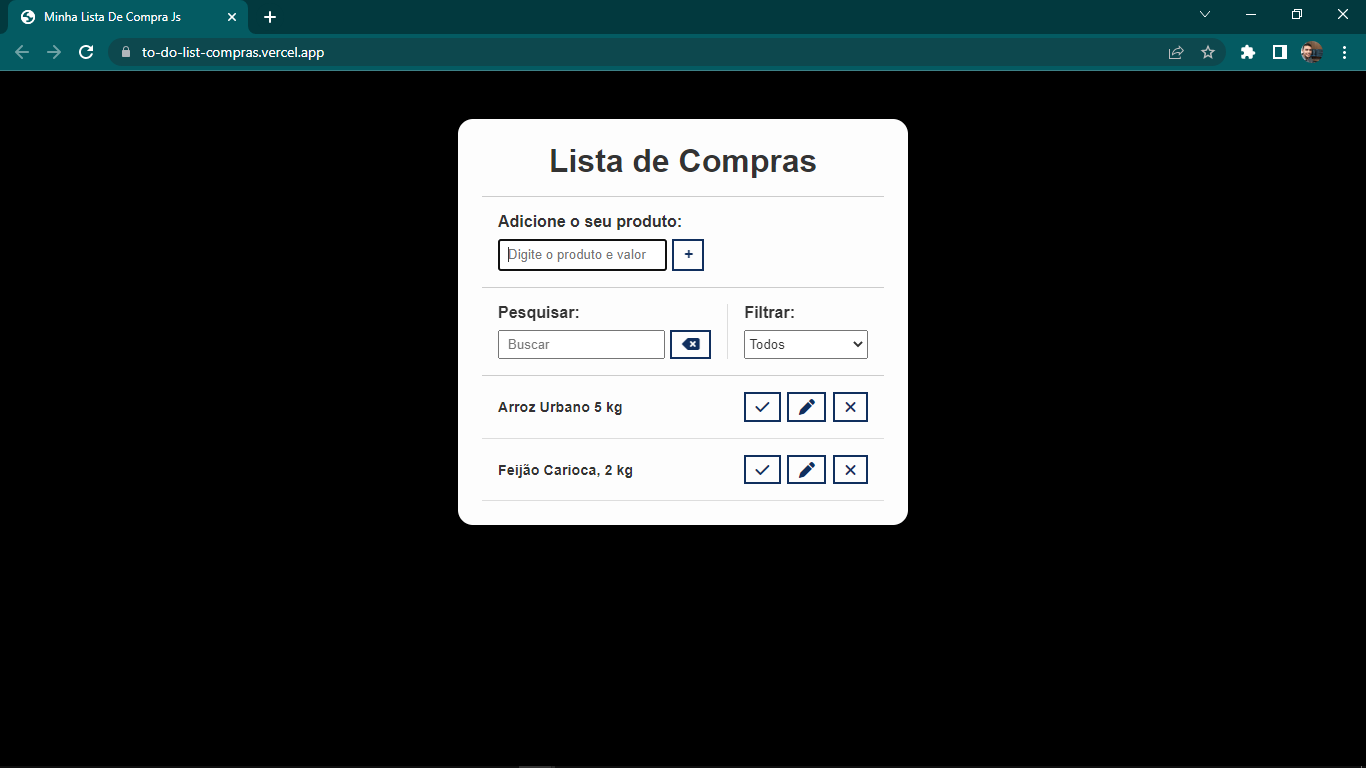 Minha Lista De Compra Js
to-do-list-compras.vercel.app
Lista de Compras
Adicione o seu produto:
Digite o produto e valor +
Pesquisar: Filtrar:
Buscar Todos
Arroz Urbano 5 kg
Feijão Carioca, 2 kg